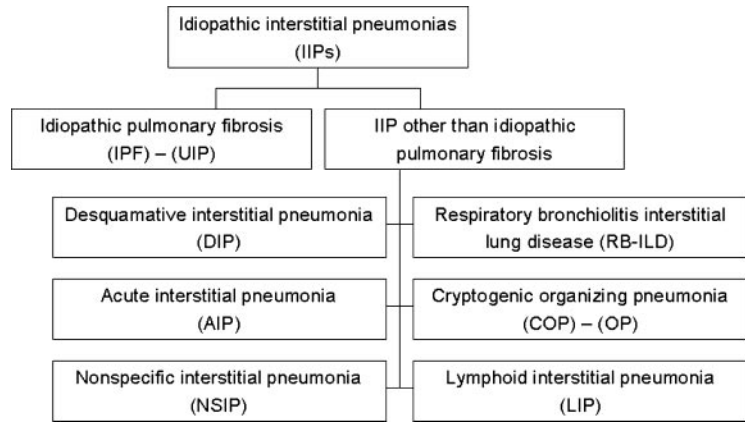 Idiopathic interstitial pneumonias
(IIPs)
Idiopathic pulmonary fibrosis
(IPF) – (UIP)
IIP other than idiopathic
pulmonary fibrosis
Desquamative interstitial pneumonia
(DIP)
Respiratory bronchiolitis interstitial
lung disease (RB-ILD)
Acute interstitial pneumonia
(AIP)
Cryptogenic organizing pneumonia
(COP) – (OP)
Nonspecific interstitial pneumonia
(NSIP)
Lymphoid interstitial pneumonia
(LIP)